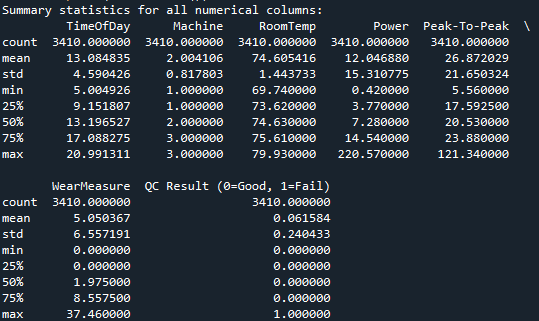 Summary statistics for all numerical columns:
         TimeOfDay      Machine     RoomTemp        Power  Peak-To-Peak  \
count  3410.000000  3410.000000  3410.000000  3410.000000   3410.000000
mean     13.084835     2.004106    74.605416    12.046880     26.872029
std       4.590426     0.817803     1.443733    15.310775     21.650324
min       5.004926     1.000000    69.740000     0.420000      5.560000
25%       9.151807     1.000000    73.620000     3.770000     17.592500
50%      13.196527     2.000000    74.630000     7.280000     20.530000
75%      17.088275     3.000000    75.610000    14.540000     23.880000
max      20.991311     3.000000    79.930000   220.570000    121.340000

       WearMeasure  QC Result (0=Good, 1=Fail)
count  3410.000000                 3410.000000
mean      5.050367                    0.061584
std       6.557191                    0.240433
min       0.000000                    0.000000
25%       0.000000                    0.000000
50%       1.975000                    0.000000
75%       8.557500                    0.000000
max      37.460000                    1.000000